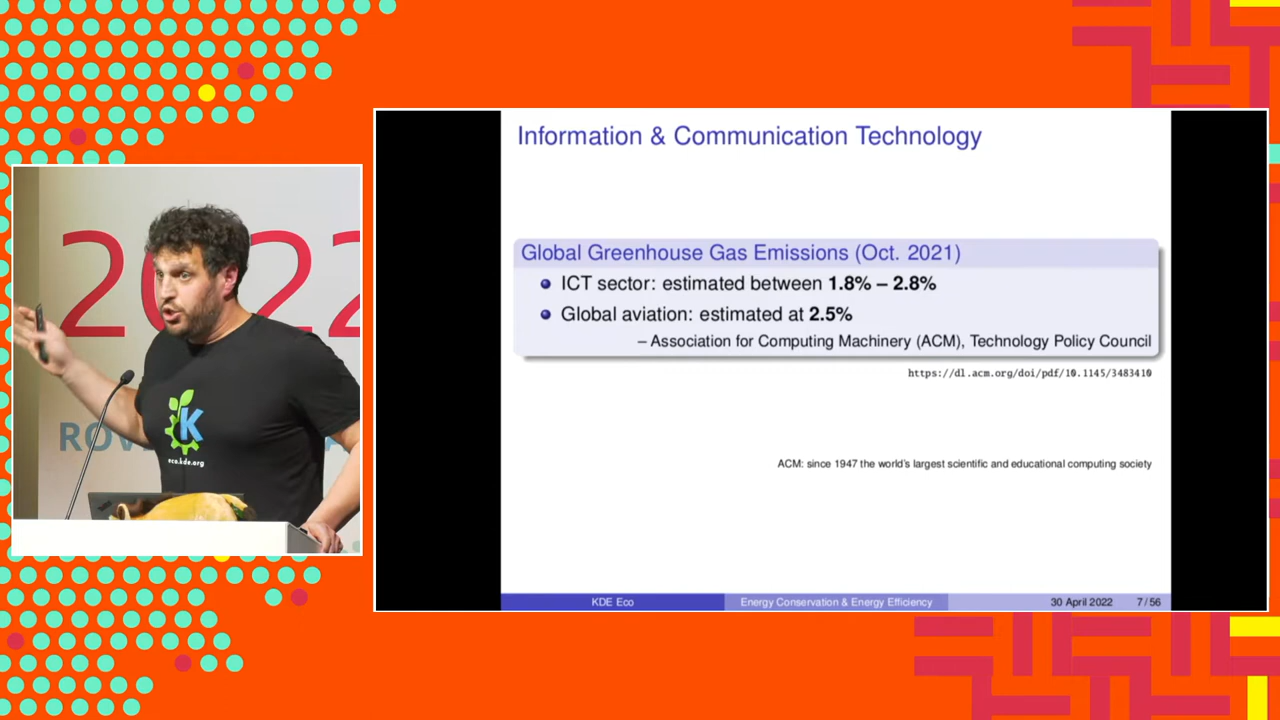 Information & Communication Technology
Global Greenhouse Gas Emissions (Oct. 2021)
ICT sector: estimated between 1.8% – 2.8%
Global aviation: estimated at 2.5%
– Association for Computing Machinery (ACM), Technology Policy Council
https://dl.acm.org/doi/pdf/10.1145/3483410
ACM: since 1947 the world's largest scientific and educational computing society
KDE Eco
Energy Conservation & Energy Efficiency
30 April 2022
7 / 56
2022
K
eco.kde.org